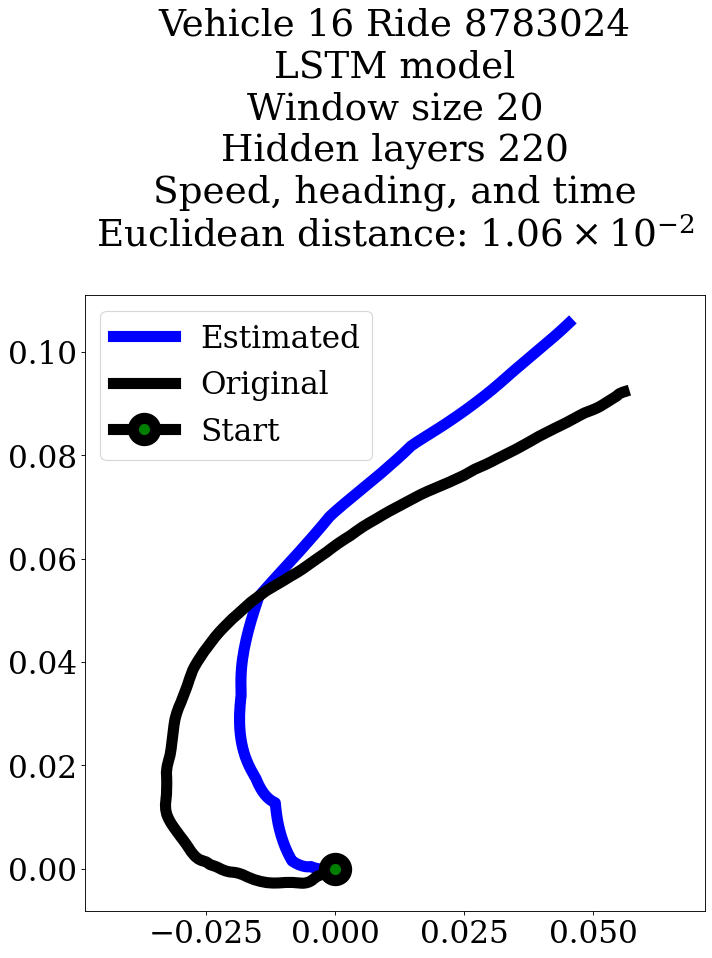 Vehicle 16 Ride 8783024
LSTM model
Window size 20
Hidden layers 220
Speed, heading, and time
Euclidean distance: 1.06 × 10⁻²
Estimated
Original
Start
0.10
0.08
0.06
0.04
0.02
0.00
−0.025 0.000 0.025 0.050